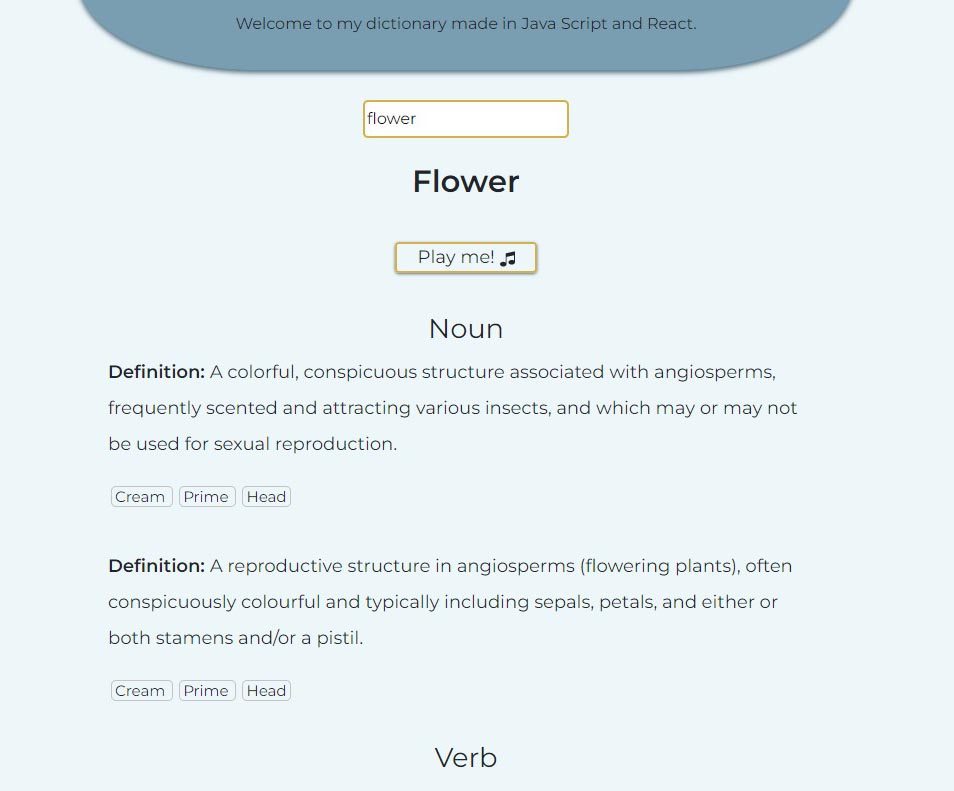 Welcome to my dictionary made in Java Script and React.
flower
Flower
Play me!
Noun
Definition: A colorful, conspicuous structure associated with angiosperms,
frequently scented and attracting various insects, and which may or may not
be used for sexual reproduction.
Cream Prime Head
Definition: A reproductive structure in angiosperms (flowering plants), often
conspicuously colourful and typically including sepals, petals, and either or
both stamens and/or a pistil.
Cream Prime Head
Verb